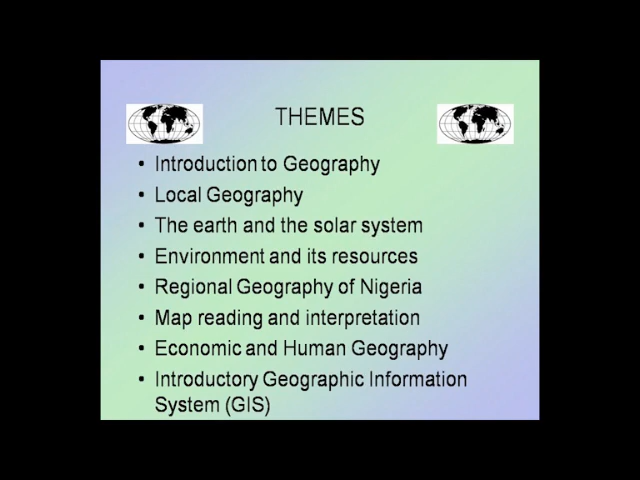 THEMES
• Introduction to Geography
• Local Geography
• The earth and the solar system
• Environment and its resources
• Regional Geography of Nigeria
• Map reading and interpretation
• Economic and Human Geography
• Introductory Geographic Information
System (GIS)